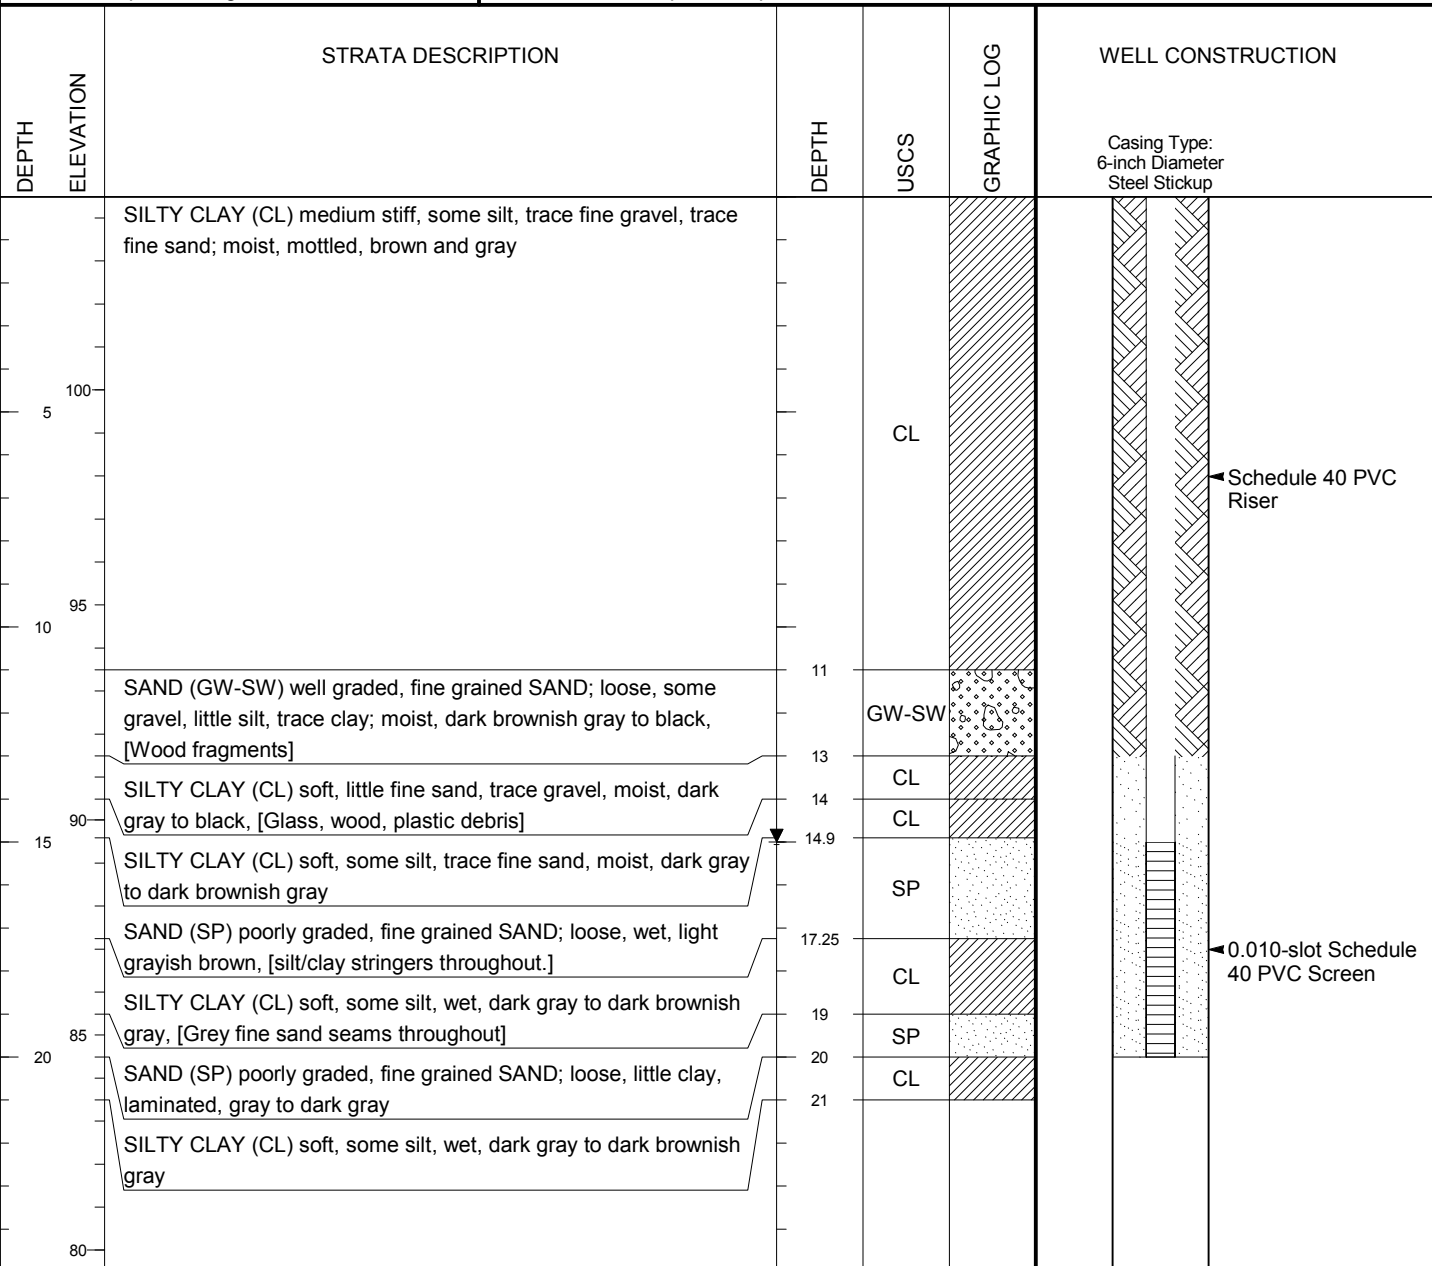 STRATA DESCRIPTION
WELL CONSTRUCTION
DEPTH
ELEVATION
DEPTH
USCS
GRAPHIC LOG
Casing Type:
6-inch Diameter
Steel Stickup
SILTY CLAY (CL) medium stiff, some silt, trace fine gravel, trace
fine sand; moist, mottled, brown and gray
100
5
CL
Schedule 40 PVC
Riser
95
10
11
SAND (GW-SW) well graded, fine grained SAND; loose, some
gravel, little silt, trace clay; moist, dark brownish gray to black,
[Wood fragments]
GW-SW
13
SILTY CLAY (CL) soft, little fine sand, trace gravel, moist, dark
gray to black, [Glass, wood, plastic debris]
CL
14
90
CL
15
14.9
SILTY CLAY (CL) soft, some silt, trace fine sand, moist, dark gray
to dark brownish gray
SP
SAND (SP) poorly graded, fine grained SAND; loose, wet, light
grayish brown, [silt/clay stringers throughout.]
17.25
0.010-slot Schedule
40 PVC Screen
CL
SILTY CLAY (CL) soft, some silt, wet, dark gray to dark brownish
gray, [Grey fine sand seams throughout]
19
85
SP
20
20
SAND (SP) poorly graded, fine grained SAND; loose, little clay,
laminated, gray to dark gray
CL
21
SILTY CLAY (CL) soft, some silt, wet, dark gray to dark brownish
gray
80